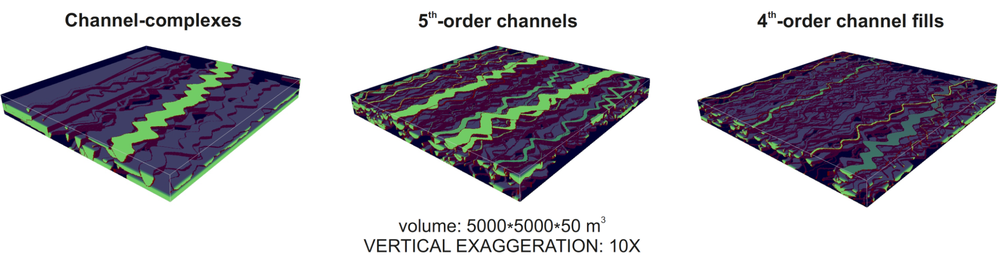 Channel-complexes
5th-order channels
4th-order channel fills
volume: 5000*5000*50 m³
VERTICAL EXAGGERATION: 10X